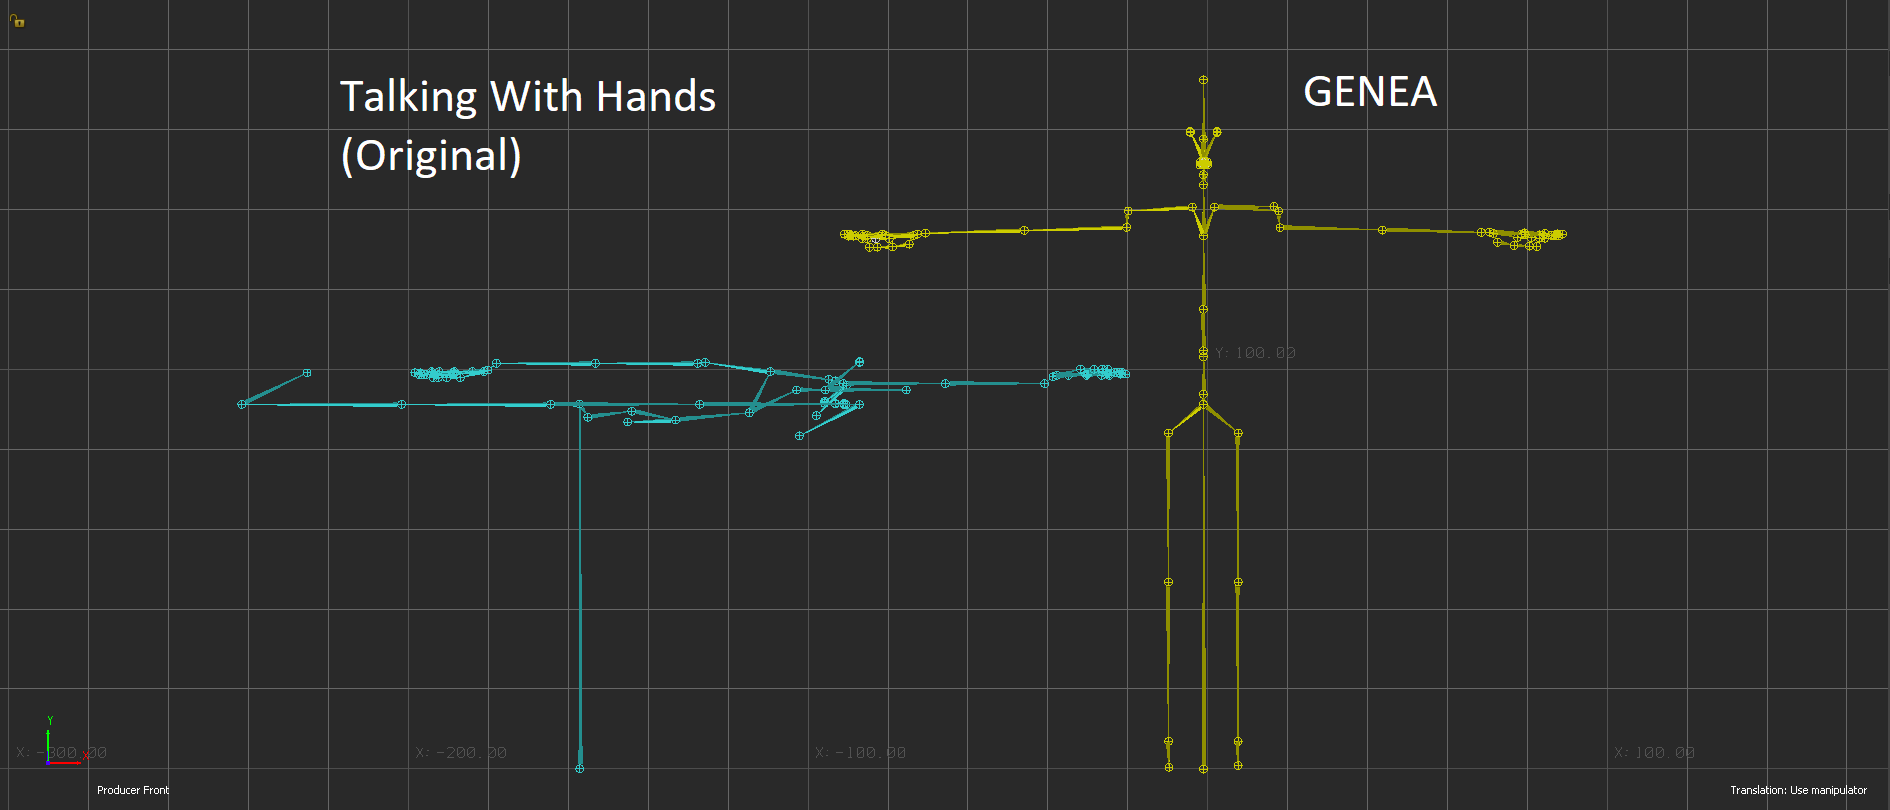 Talking With Hands
(Original)
GENEA
Y: 100.00
Y
X: -300.00
X: -200.00
X: -100.00
X: 100.00
Producer Front
Translation: Use manipulator